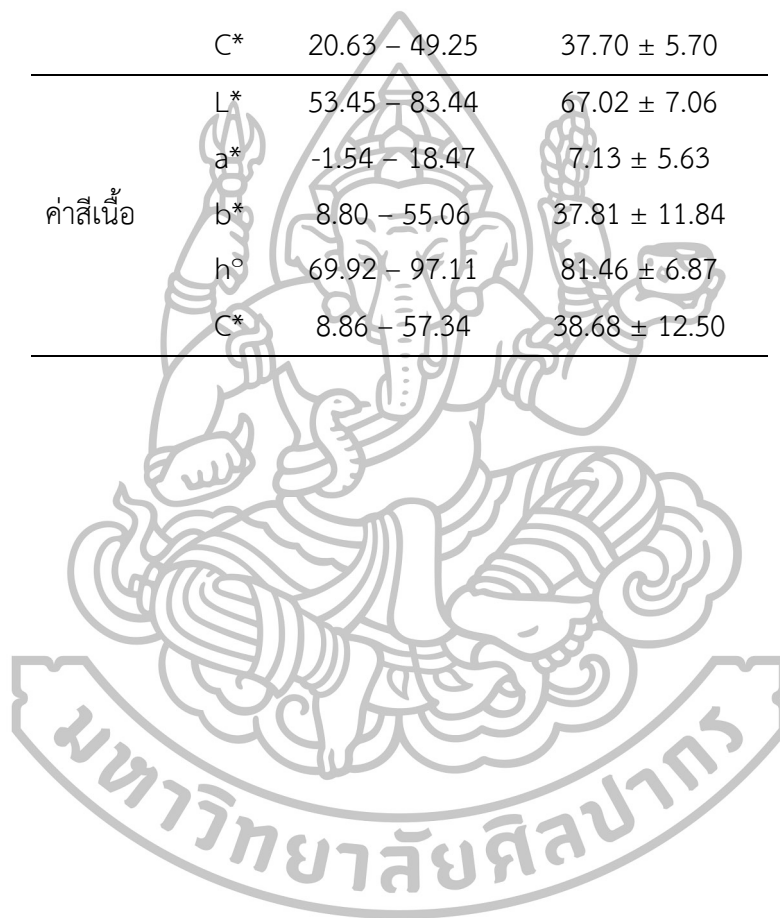 C* 20.63 – 49.25 37.70 ± 5.70
L* 53.45 – 83.44 67.02 ± 7.06
a* -1.54 – 18.47 7.13 ± 5.63
ค่าสีเนื้อ b* 8.80 – 55.06 37.81 ± 11.84
h° 69.92 – 97.11 81.46 ± 6.87
C* 8.86 – 57.34 38.68 ± 12.50
มหาวิทยาลัยศิลปากร